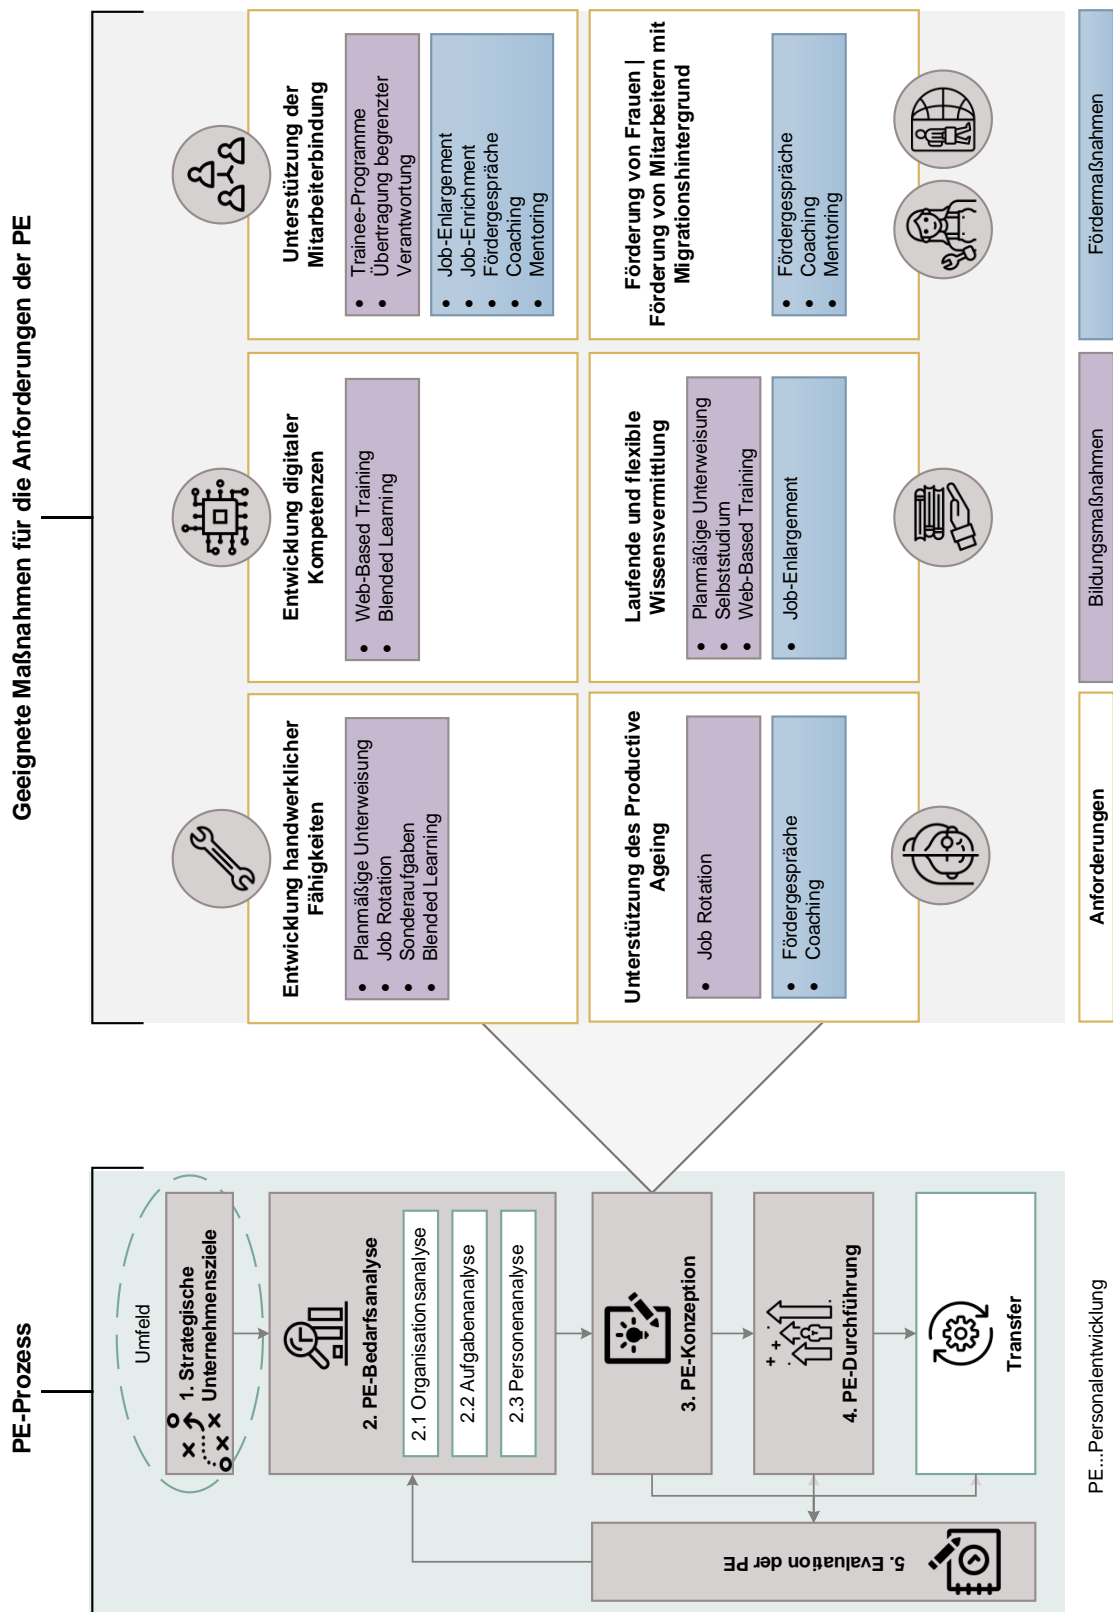 PE-Prozess
Umfeld
1. Strategische
Unternehmensziele
2. PE-Bedarfsanalyse
2.1 Organisationsanalyse
2.2 Aufgabenanalyse
2.3 Personenanalyse
3. PE-Konzeption
4. PE-Durchführung
Transfer
5. Evaluation der PE
PE...Personalentwicklung
Geeignete Maßnahmen für die Anforderungen der PE
Entwicklung handwerklicher
Fähigkeiten
• Planmäßige Unterweisung
• Job Rotation
• Sonderaufgaben
• Blended Learning
Entwicklung digitaler
Kompetenzen
• Web-Based Training
• Blended Learning
Unterstützung der
Mitarbeiterbindung
• Trainee-Programme
• Übertragung begrenzter
Verantwortung
• Job-Enlargement
• Job-Enrichment
• Fördergespräche
• Coaching
• Mentoring
Unterstützung des Productive
Ageing
• Job Rotation
• Fördergespräche
• Coaching
Laufende und flexible
Wissensvermittlung
• Planmäßige Unterweisung
• Selbststudium
• Web-Based Training
• Job-Enlargement
Förderung von Frauen |
Förderung von Mitarbeitern mit
Migrationshintergrund
• Fördergespräche
• Coaching
• Mentoring
Anforderungen
Bildungsmaßnahmen
Fördermaßnahmen